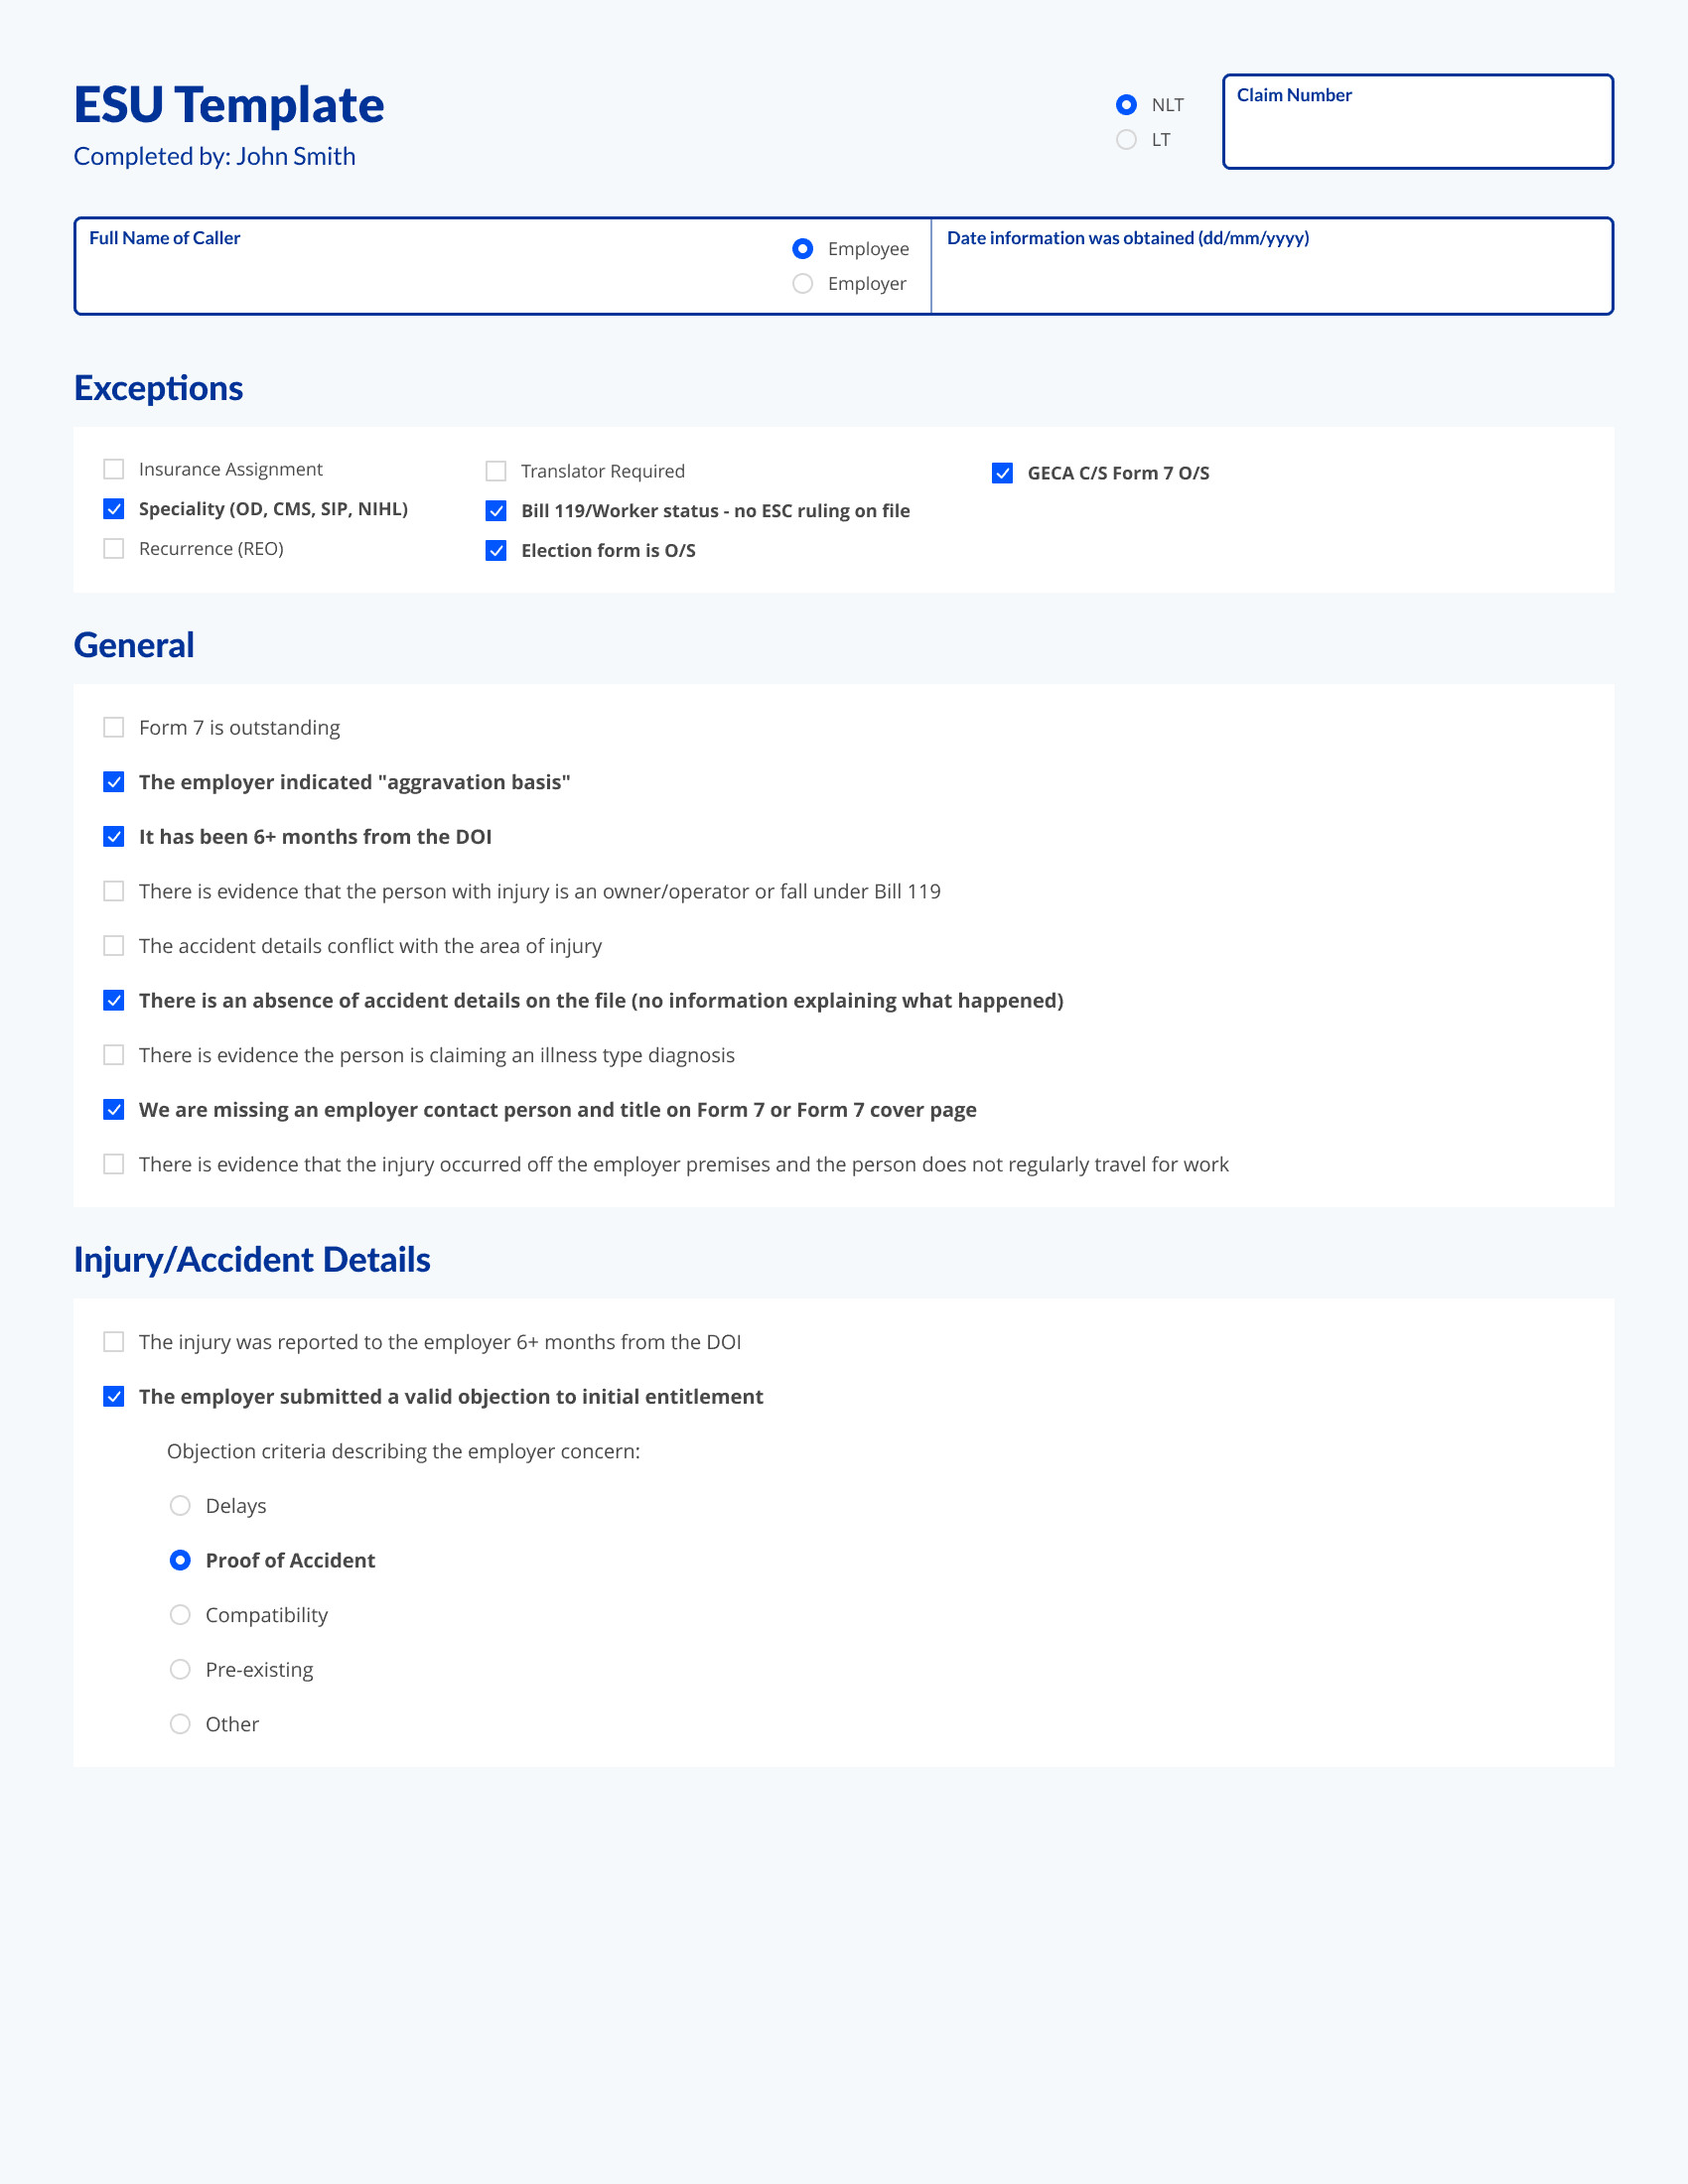 ESU Template
Completed by: John Smith
NLT
LT
Claim Number
Full Name of Caller
Employee
Employer
Date information was obtained (dd/mm/yyyy)
Exceptions
Insurance Assignment
Speciality (OD, CMS, SIP, NIHL)
Recurrence (REO)
Translator Required
Bill 119/Worker status - no ESC ruling on file
Election form is O/S
GECA C/S Form 7 O/S
General
Form 7 is outstanding
The employer indicated "aggravation basis"
It has been 6+ months from the DOI
There is evidence that the person with injury is an owner/operator or fall under Bill 119
The accident details conflict with the area of injury
There is an absence of accident details on the file (no information explaining what happened)
There is evidence the person is claiming an illness type diagnosis
We are missing an employer contact person and title on Form 7 or Form 7 cover page
There is evidence that the injury occurred off the employer premises and the person does not regularly travel for work
Injury/Accident Details
The injury was reported to the employer 6+ months from the DOI
The employer submitted a valid objection to initial entitlement
Objection criteria describing the employer concern:
Delays
Proof of Accident
Compatibility
Pre-existing
Other